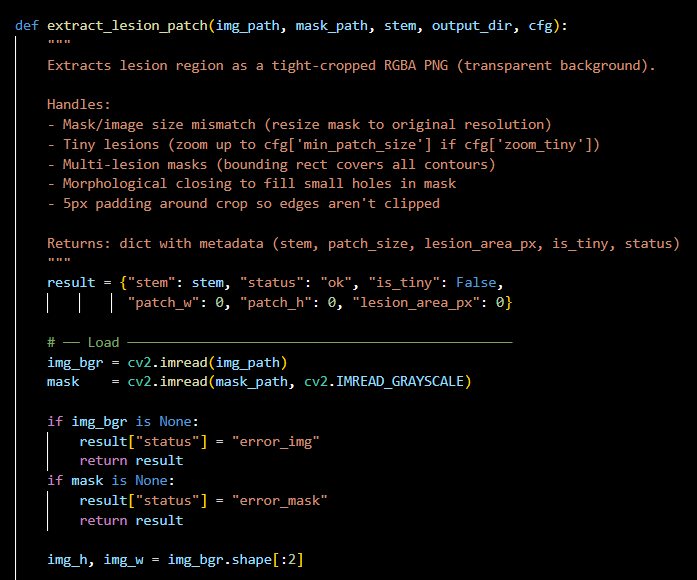 def extract_lesion_patch(img_path, mask_path, stem, output_dir, cfg):
    """
    Extracts lesion region as a tight-cropped RGBA PNG (transparent background).

    Handles:
    - Mask/image size mismatch (resize mask to original resolution)
    - Tiny lesions (zoom up to cfg['min_patch_size'] if cfg['zoom_tiny'])
    - Multi-lesion masks (bounding rect covers all contours)
    - Morphological closing to fill small holes in mask
    - 5px padding around crop so edges aren't clipped

    Returns: dict with metadata (stem, patch_size, lesion_area_px, is_tiny, status)
    """
    result = {"stem": stem, "status": "ok", "is_tiny": False,
              "patch_w": 0, "patch_h": 0, "lesion_area_px": 0}

    # ── Load ────────────────────────────────────────────────
    img_bgr = cv2.imread(img_path)
    mask    = cv2.imread(mask_path, cv2.IMREAD_GRAYSCALE)

    if img_bgr is None:
        result["status"] = "error_img"
        return result
    if mask is None:
        result["status"] = "error_mask"
        return result

    img_h, img_w = img_bgr.shape[:2]